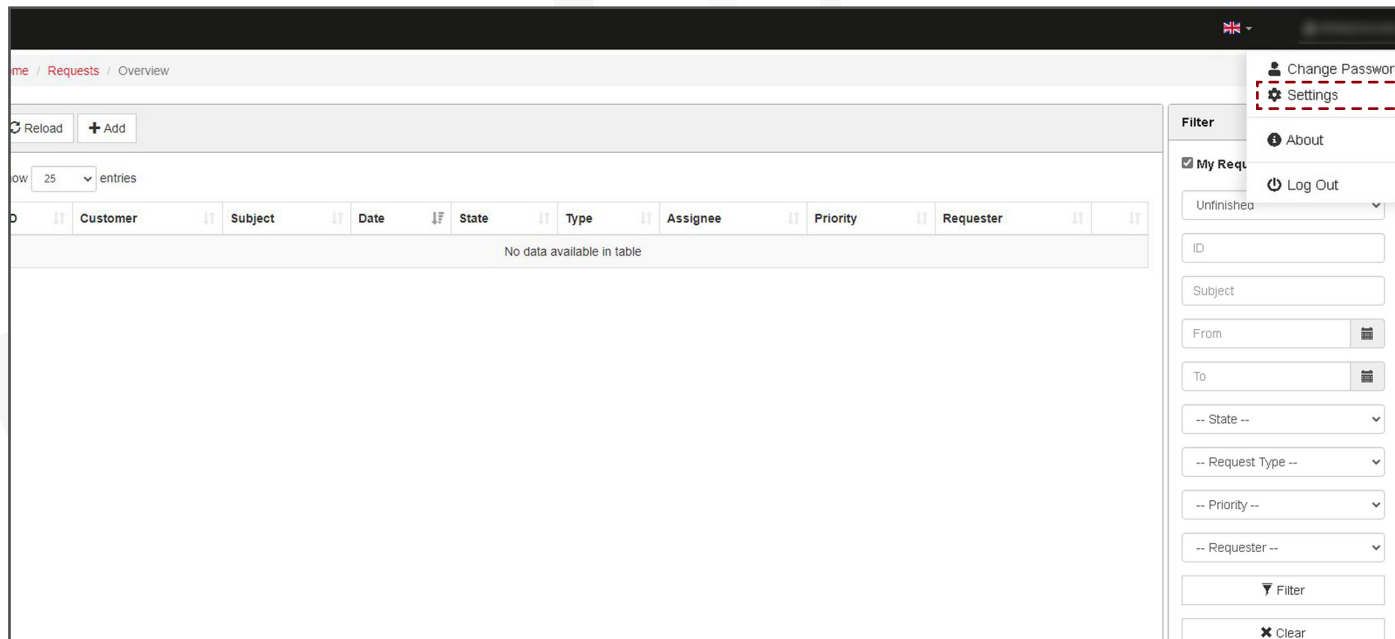 me / Requests / Overview
Change Passwor
Settings
About
Log Out
Reload
Add
ow 25 entries
Customer Subject Date State Type Assignee Priority Requester
No data available in table
Filter
My Requ
Unfinished
ID
Subject
From
To
-- State --
-- Request Type --
-- Priority --
-- Requester --
Filter
Clear